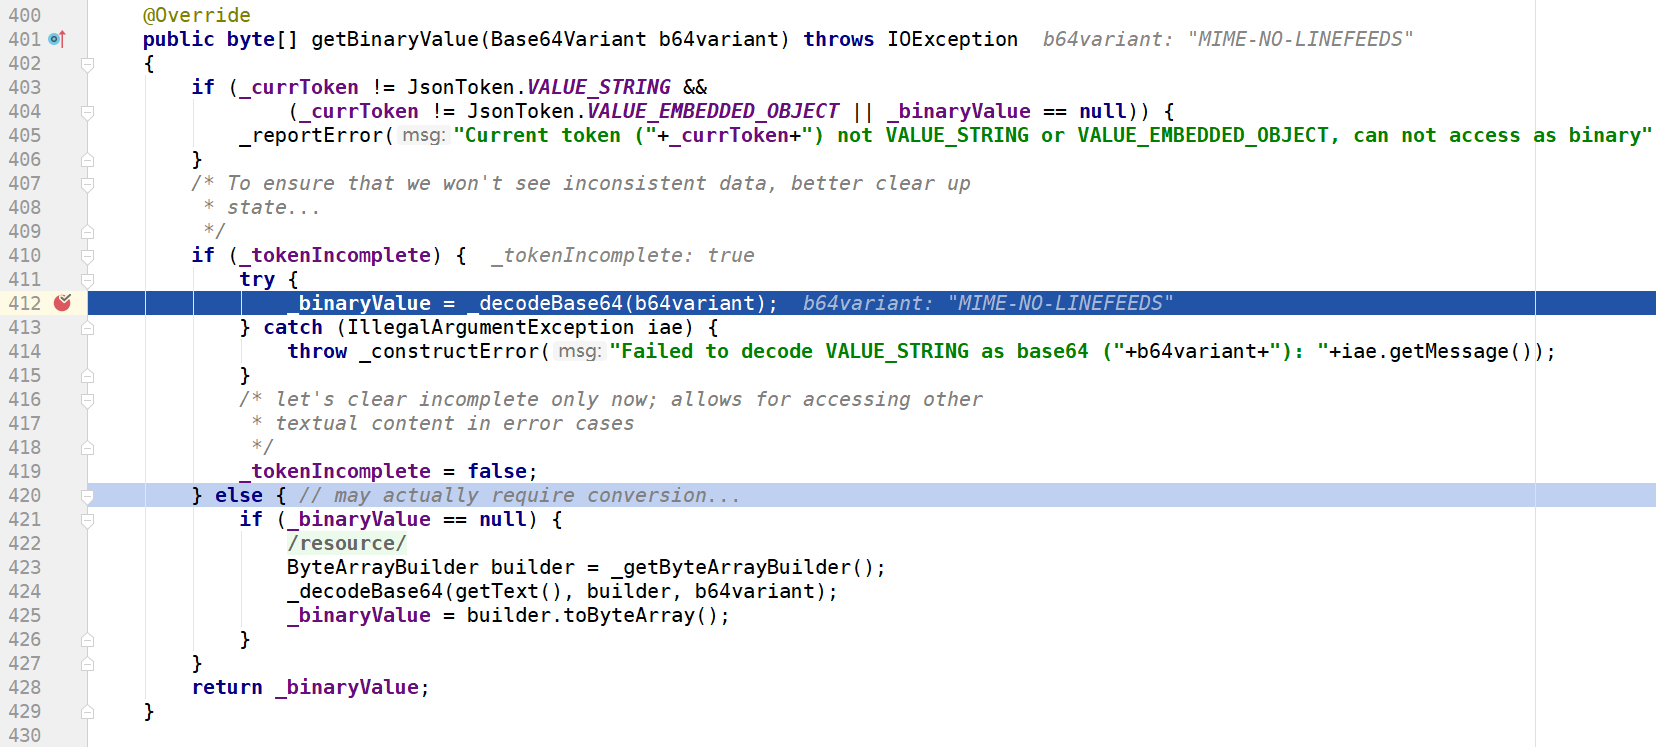 400 @Override
401 public byte[] getBinaryValue(Base64Variant b64variant) throws IOException b64variant: "MIME-NO-LINEFEEDS"
402 {
403 if (_currToken != JsonToken.VALUE_STRING &&
404 (_currToken != JsonToken.VALUE_EMBEDDED_OBJECT || _binaryValue == null)) {
405 _reportError( msg: "Current token ("+_currToken+") not VALUE_STRING or VALUE_EMBEDDED_OBJECT, can not access as binary"
406 }
407 /* To ensure that we won't see inconsistent data, better clear up
408 * state...
409 */
410 if (_tokenIncomplete) { _tokenIncomplete: true
411 try {
412 _binaryValue = _decodeBase64(b64variant); b64variant: "MIME-NO-LINEFEEDS"
413 } catch (IllegalArgumentException iae) {
414 throw _constructError( msg: "Failed to decode VALUE_STRING as base64 ("+b64variant+"): "+iae.getMessage());
415 }
416 /* let's clear incomplete only now; allows for accessing other
417 * textual content in error cases
418 */
419 _tokenIncomplete = false;
420 } else { // may actually require conversion...
421 if (_binaryValue == null) {
422 /resource/
423 ByteArrayBuilder builder = _getByteArrayBuilder();
424 _decodeBase64(getText(), builder, b64variant);
425 _binaryValue = builder.toByteArray();
426 }
427 }
428 return _binaryValue;
429 }
430